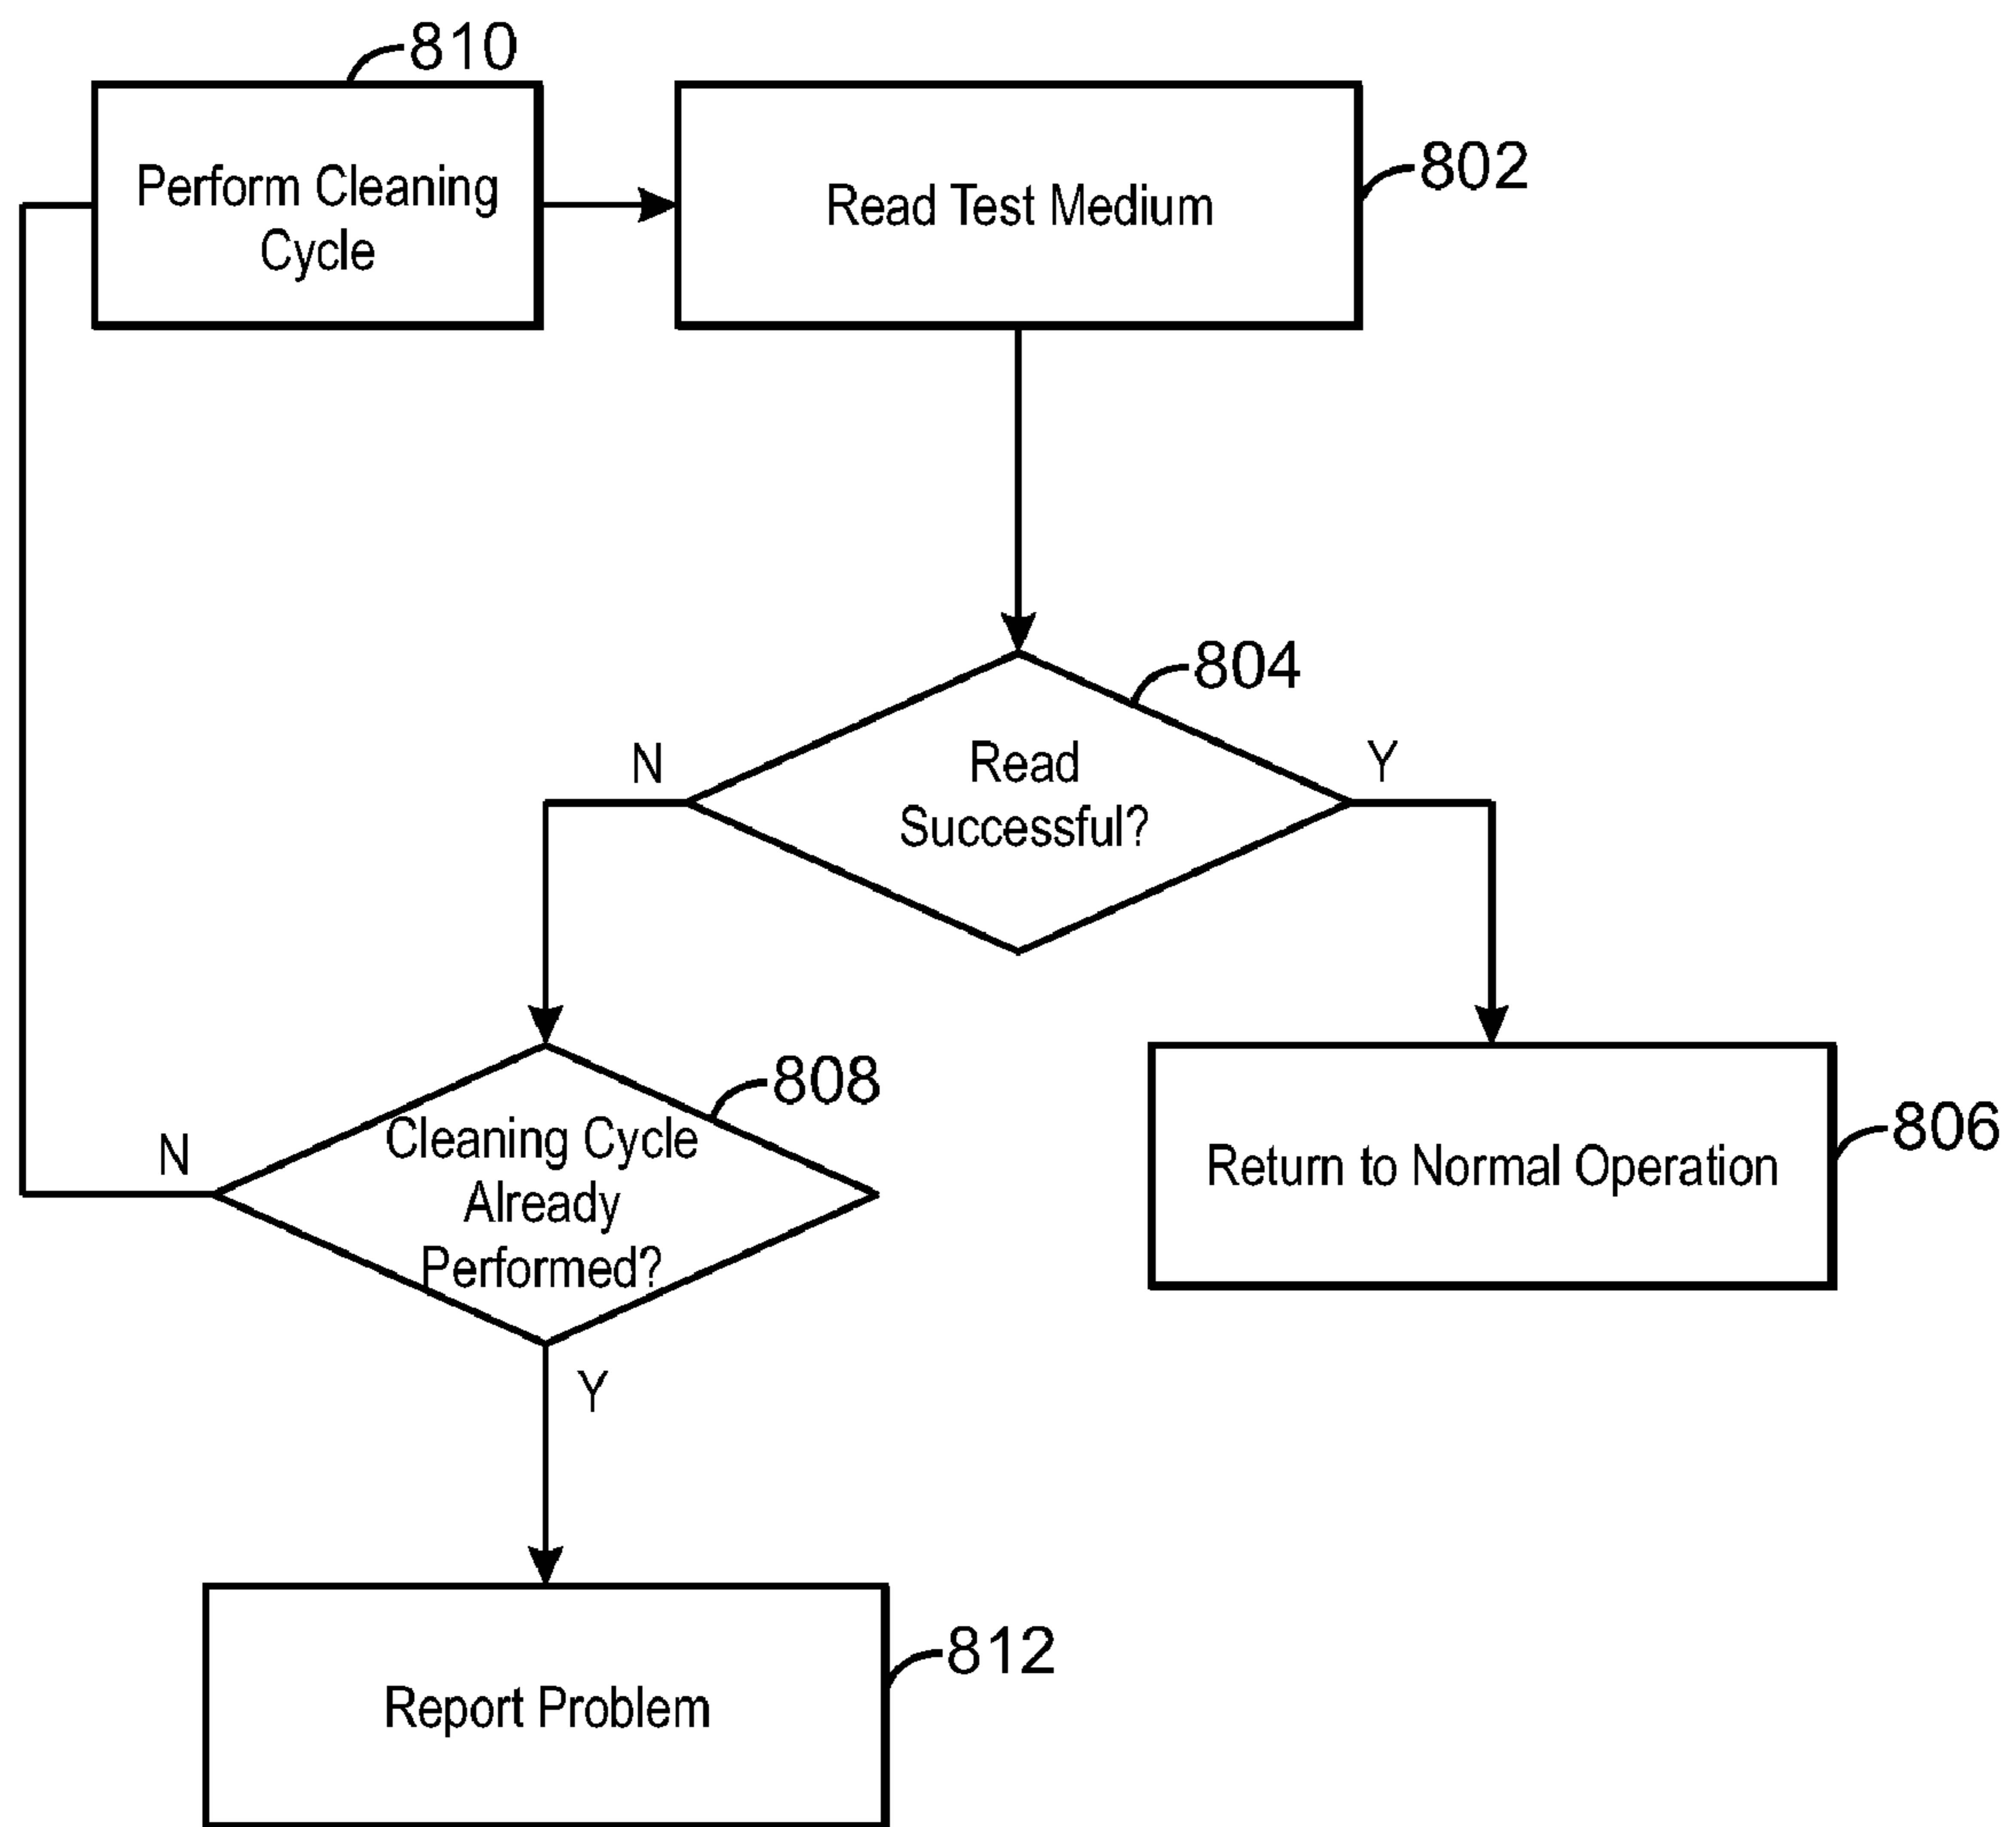 810
Perform Cleaning
Cycle
802
Read Test Medium
804
N
Read
Successful?
Y
808
N
Cleaning Cycle
Already
Performed?
Y
806
Return to Normal Operation
812
Report Problem